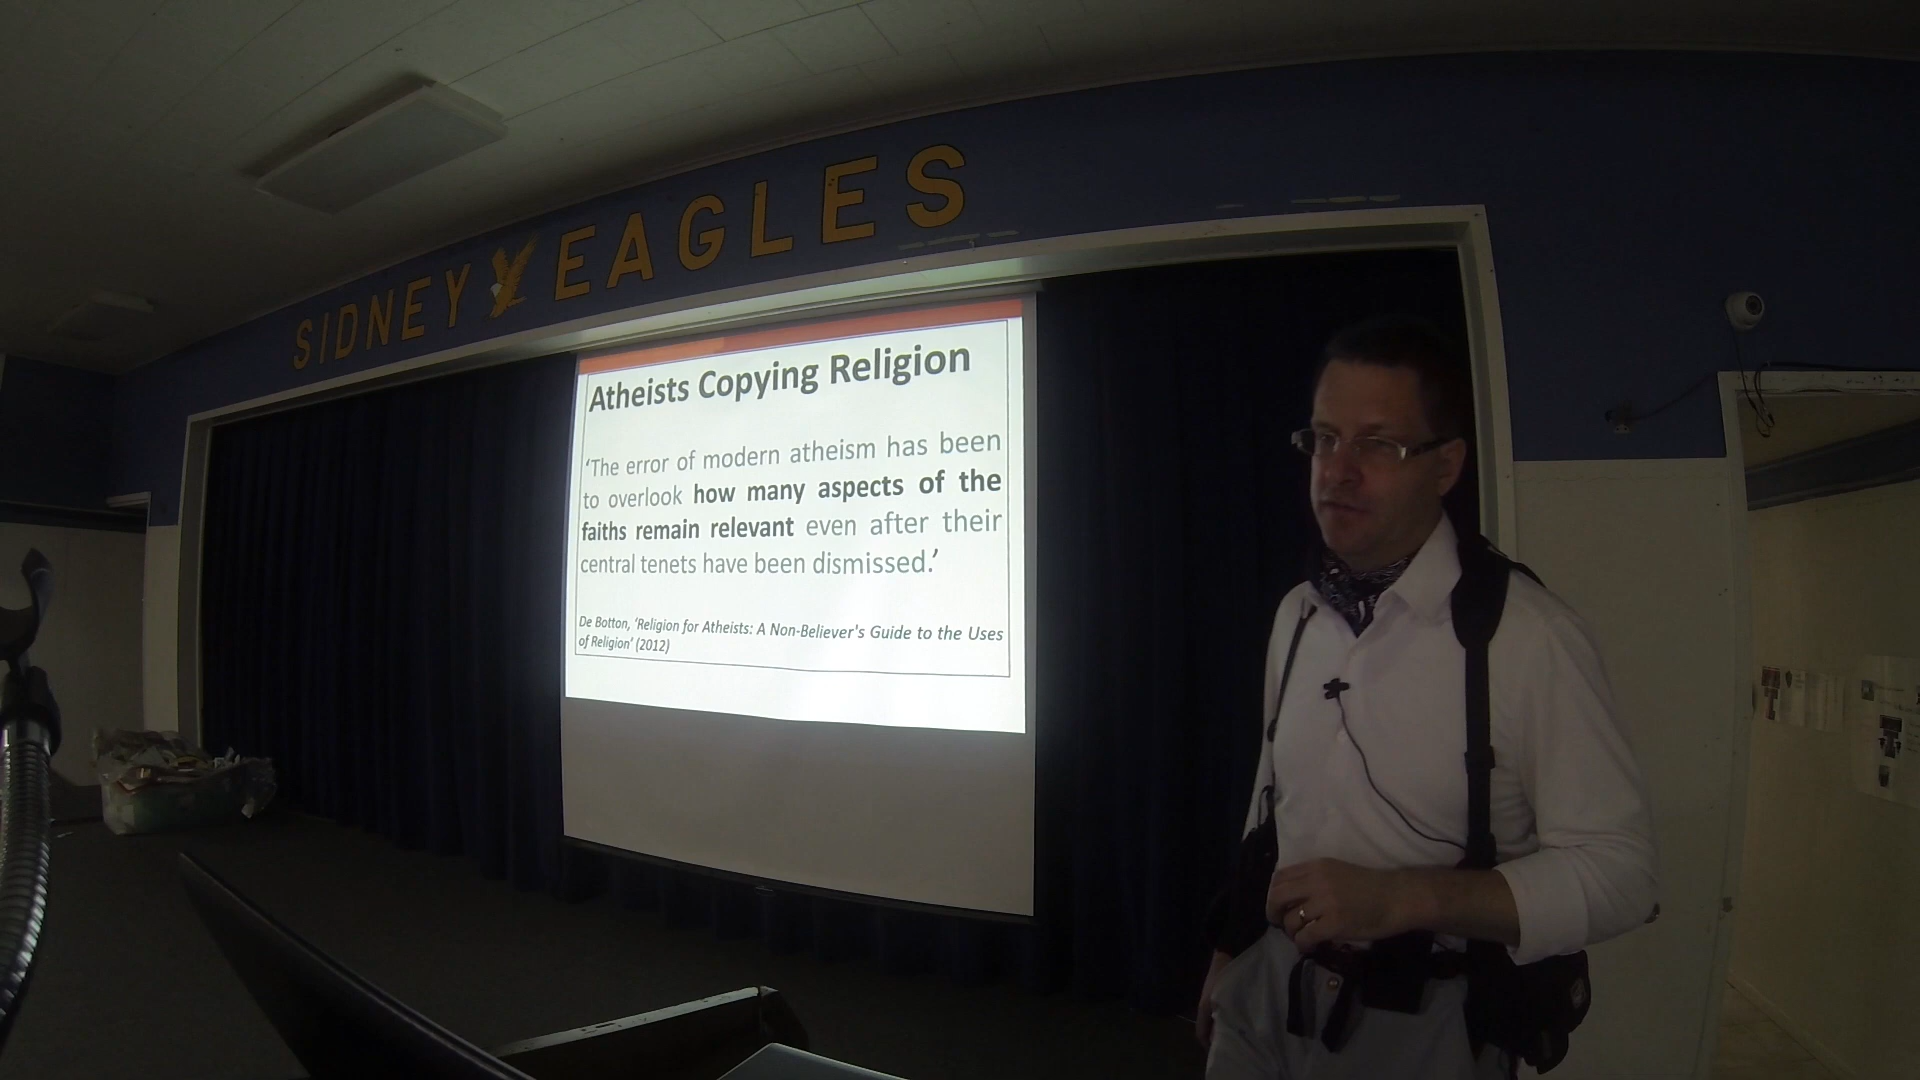 SIDNEY EAGLES
Atheists Copying Religion
‘The error of modern atheism has been
to overlook how many aspects of the
faiths remain relevant even after their
central tenets have been dismissed.’
De Botton, ‘Religion for Atheists: A Non-Believer's Guide to the Uses
of Religion’ (2012)